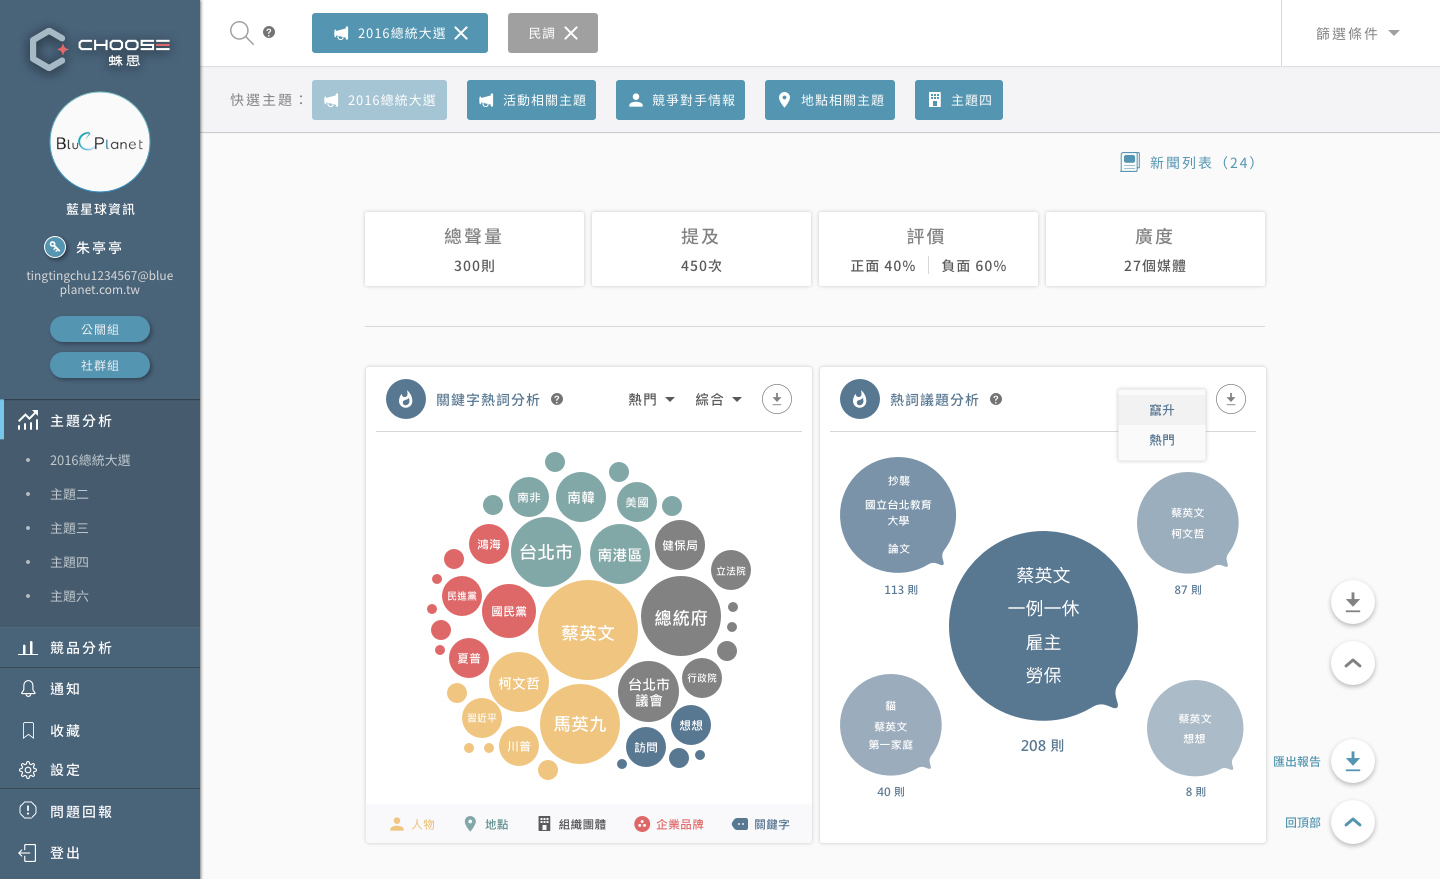 CHOOSE
蛛思
BluePlanet
藍星球資訊
朱亭亭
tingtingchu1234567@blue
planet.com.tw
公關組
社群組
主題分析
2016總統大選
主題二
主題三
主題四
主題六
競品分析
通知
收藏
設定
問題回報
登出
2016總統大選
民調
篩選條件
快選主題：
2016總統大選
活動相關主題
競爭對手情報
地點相關主題
主題四
新聞列表（24）
總聲量
300則
提及
450次
評價
正面 40%
負面 60%
廣度
27個媒體
關鍵字熱詞分析
熱門
綜合
南非
南韓
美國
鴻海
台北市
南港區
健保局
立法院
民進黨
國民黨
蔡英文
總統府
夏普
柯文哲
台北市
議會
行政院
習近平
馬英九
想想
川普
訪問
人物
地點
組織團體
企業品牌
關鍵字
熱詞議題分析
竄升
熱門
抄襲
國立台北教育
大學
論文
113 則
蔡英文
柯文哲
87 則
蔡英文
一例一休
雇主
勞保
208 則
貓
蔡英文
第一家庭
40 則
蔡英文
想想
8 則
匯出報告
回頂部